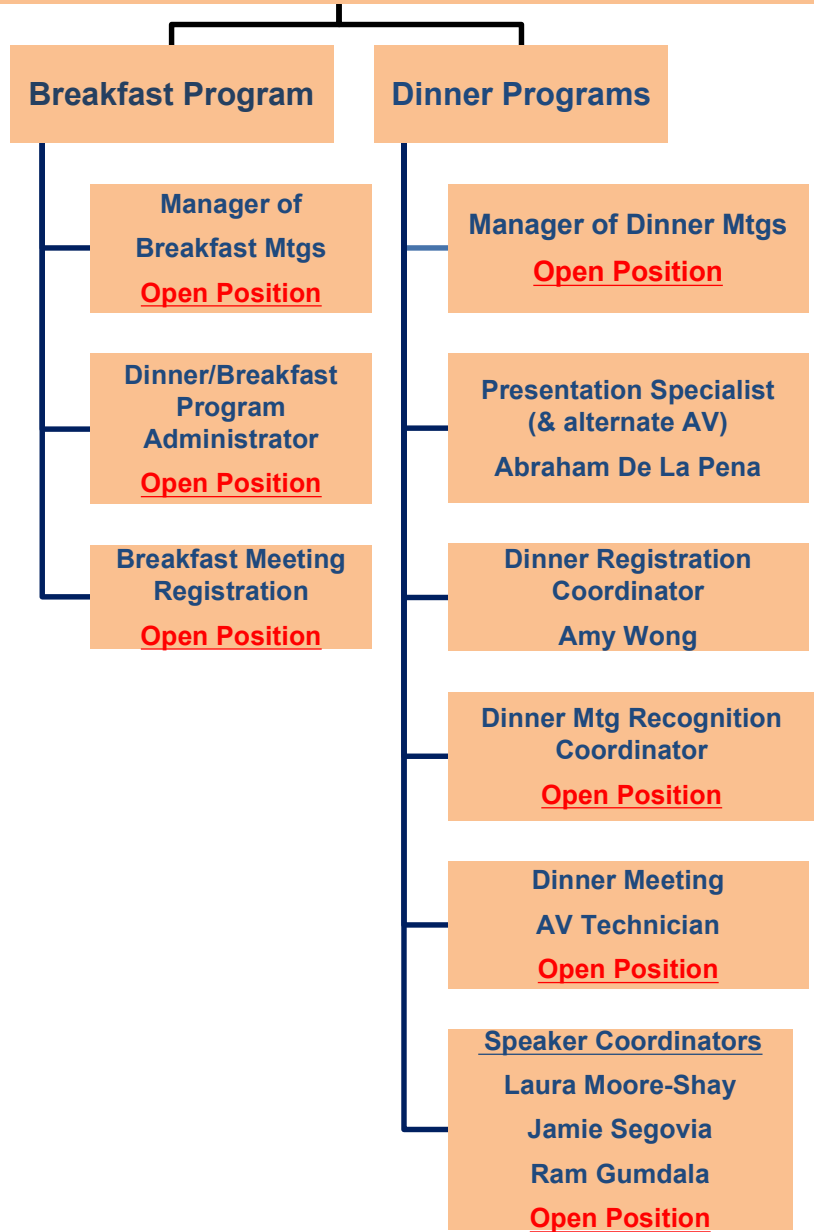 Breakfast Program
Manager of
Breakfast Mtgs
Open Position
Dinner/Breakfast
Program
Administrator
Open Position
Breakfast Meeting
Registration
Open Position
Dinner Programs
Manager of Dinner Mtgs
Open Position
Presentation Specialist
(& alternate AV)
Abraham De La Pena
Dinner Registration
Coordinator
Amy Wong
Dinner Mtg Recognition
Coordinator
Open Position
Dinner Meeting
AV Technician
Open Position
Speaker Coordinators
Laura Moore-Shay
Jamie Segovia
Ram Gumdala
Open Position